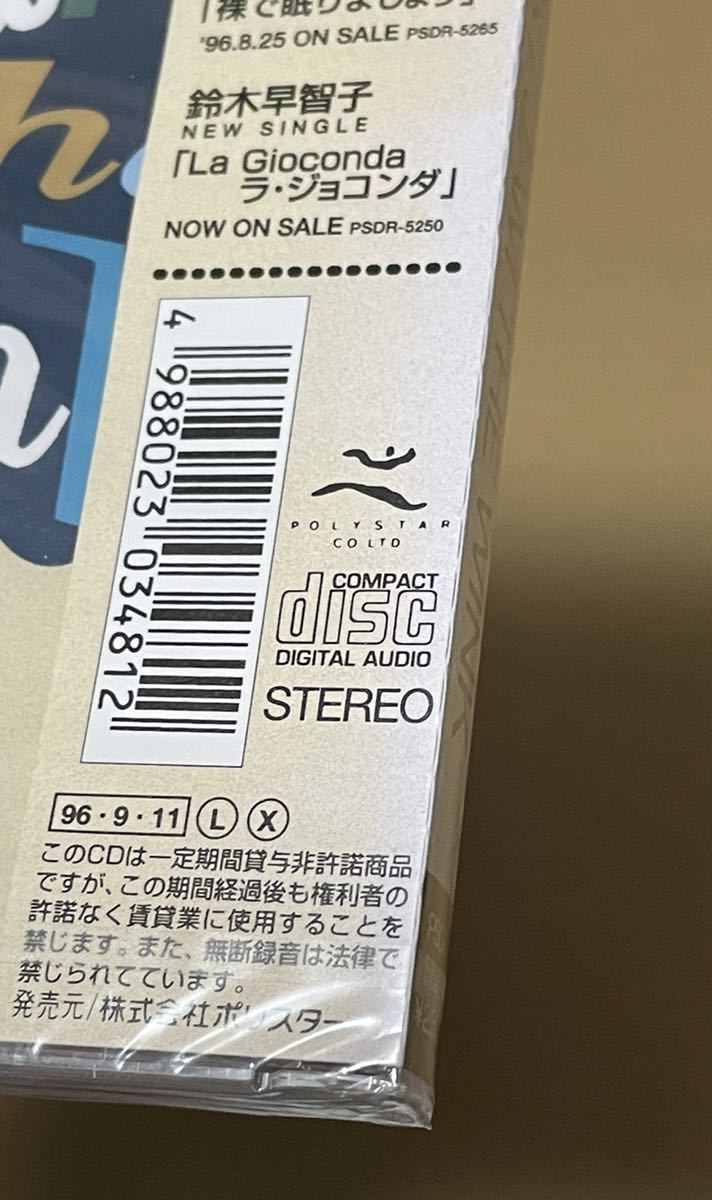 「裸で眠りましょう」
'96.8.25 ON SALE PSDR-5265
鈴木早智子
NEW SINGLE
「La Gioconda
ラ・ジョコンダ」
NOW ON SALE PSDR-5250
4 988023 034812
POLYSTAR
CO LTD
COMPACT
disc
DIGITAL AUDIO
STEREO
96・9・11 L X
このCDは一定期間貸与非許諾商品
ですが、この期間経過後も権利者の
許諾なく賃貸業に使用することを
禁じます。また、無断録音は法律で
禁じられてています。
発売元/株式会社ポリスター
WINK